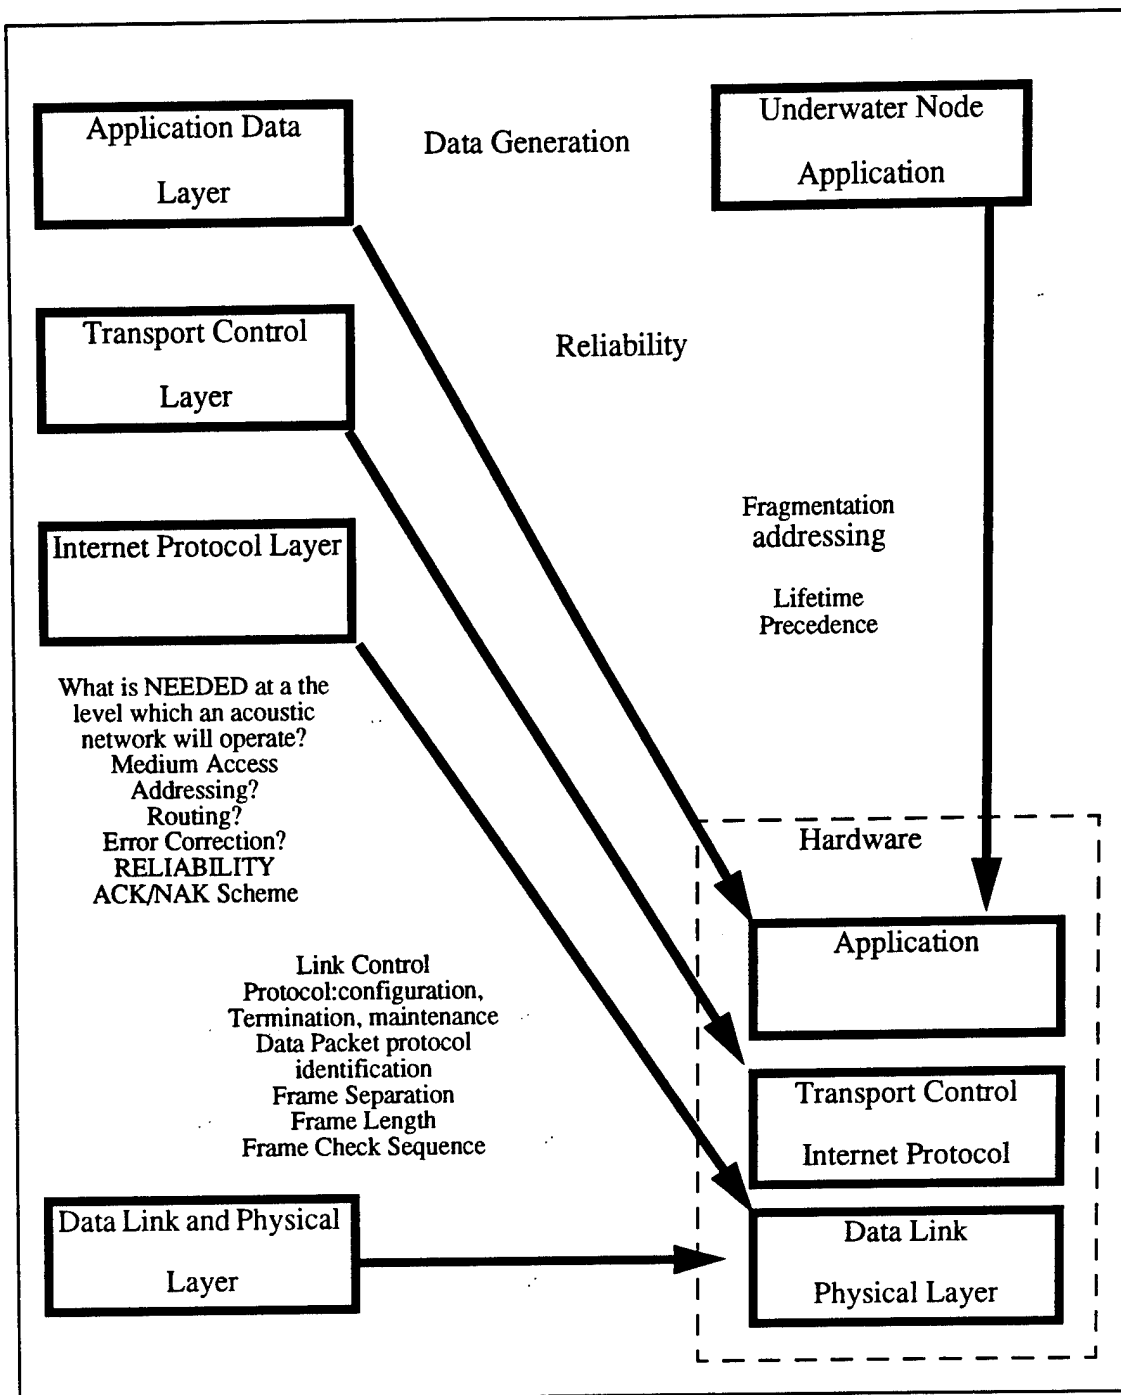 Application Data
Layer
Data Generation
Underwater Node
Application
Transport Control
Layer
Reliability
Internet Protocol Layer
Fragmentation
addressing
Lifetime
Precedence
What is NEEDED at a the
level which an acoustic
network will operate?
Medium Access
Addressing?
Routing?
Error Correction?
RELIABILITY
ACK/NAK Scheme
Link Control
Protocol:configuration,
Termination, maintenance
Data Packet protocol
identification
Frame Separation
Frame Length
Frame Check Sequence
Data Link and Physical
Layer
Hardware
Application
Transport Control
Internet Protocol
Data Link
Physical Layer